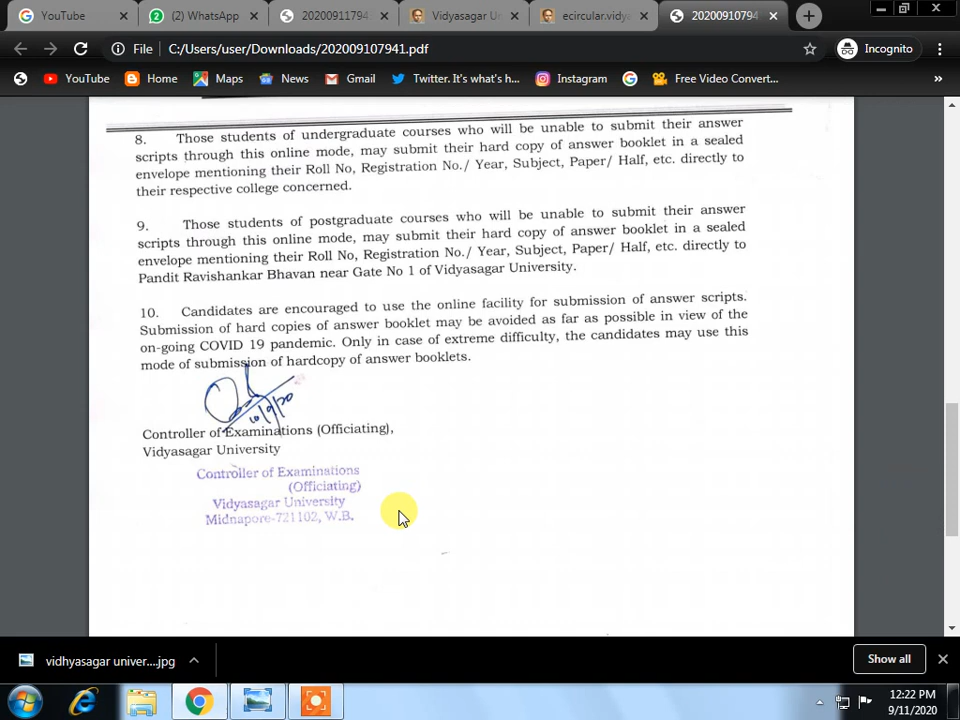 YouTube
(2) WhatsApp
20200911794
Vidyasagar Un
ecircular.vidy
2020091079
File C:/Users/user/Downloads/202009107941.pdf
Incognito
YouTube
Home
Maps
News
Gmail
Twitter. It's what's h...
Instagram
Free Video Convert...
»
8. Those students of undergraduate courses who will be unable to submit their answer
scripts through this online mode, may submit their hard copy of answer booklet in a sealed
envelope mentioning their Roll No, Registration No./ Year, Subject, Paper/ Half, etc. directly to
their respective college concerned.
9. Those students of postgraduate courses who will be unable to submit their answer
scripts through this online mode, may submit their hard copy of answer booklet in a sealed
envelope mentioning their Roll No, Registration No./ Year, Subject, Paper/ Half, etc. directly to
Pandit Ravishankar Bhavan near Gate No 1 of Vidyasagar University.
10. Candidates are encouraged to use the online facility for submission of answer scripts.
Submission of hard copies of answer booklet may be avoided as far as possible in view of the
on-going COVID 19 pandemic. Only in case of extreme difficulty, the candidates may use this
mode of submission of hardcopy of answer booklets.
10/9/20
Controller of Examinations (Officiating),
Vidyasagar University
Controller of Examinations
(Officiating)
Vidyasagar University
Midnapore-721102, W.B.
vidhyasagar univer....jpg
Show all
12:22 PM
9/11/2020